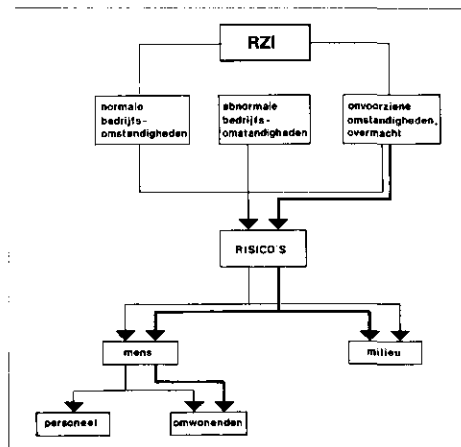 RZI
normale
bedrijfs-
omstandigheden
abnormale
bedrijfs-
omstandigheden
onvoorziene
omstandigheden,
overmacht
RISICO'S
mens
milieu
personeel
omwonenden